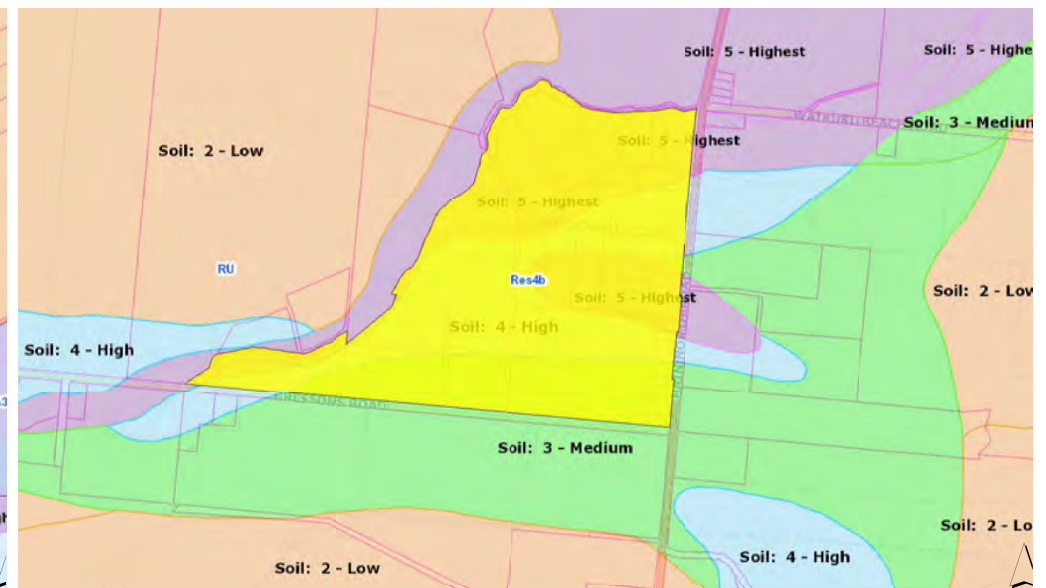 Soil: 5 - Highest
Soil: 5 - Highe
Soil: 3 - Medium
Soil: 5 - Highest
Soil: 2 - Low
Soil: 5 - Highest
RU
Res4b
Soil: 2 - Low
Soil: 5 - Highest
Soil: 4 - High
Soil: 4 - High
GRESSONS ROAD
Soil: 3 - Medium
Soil: 2 - Lo
Soil: 4 - High
Soil: 2 - Low